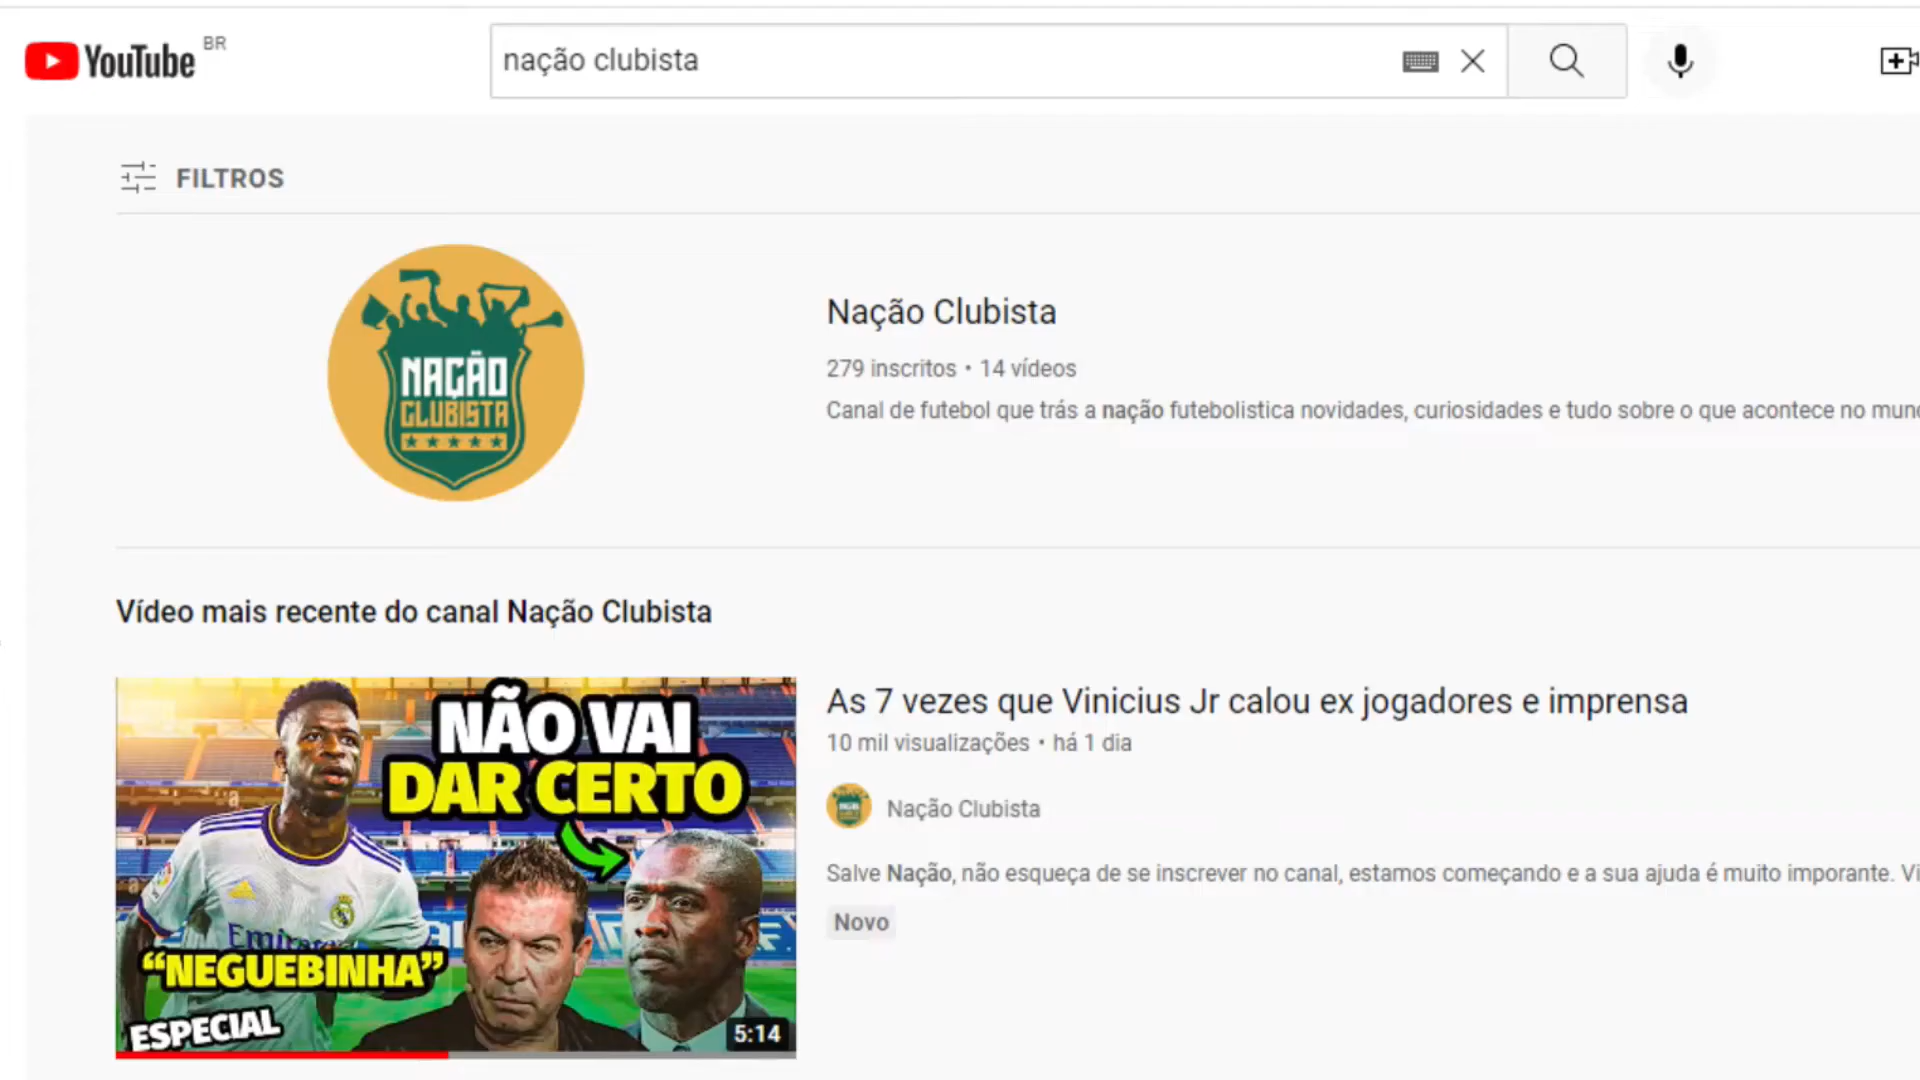 YouTube BR
nação clubista
FILTROS
NAÇÃO
CLUBISTA
Nação Clubista
279 inscritos • 14 vídeos
Canal de futebol que trás a nação futebolistica novidades, curiosidades e tudo sobre o que acontece no mun
Vídeo mais recente do canal Nação Clubista
NÃO VAI
DAR CERTO
“NEGUEBINHA”
ESPECIAL
5:14
As 7 vezes que Vinicius Jr calou ex jogadores e imprensa
10 mil visualizações • há 1 dia
Nação Clubista
Salve Nação, não esqueça de se inscrever no canal, estamos começando e a sua ajuda é muito imporante. Vi
Novo